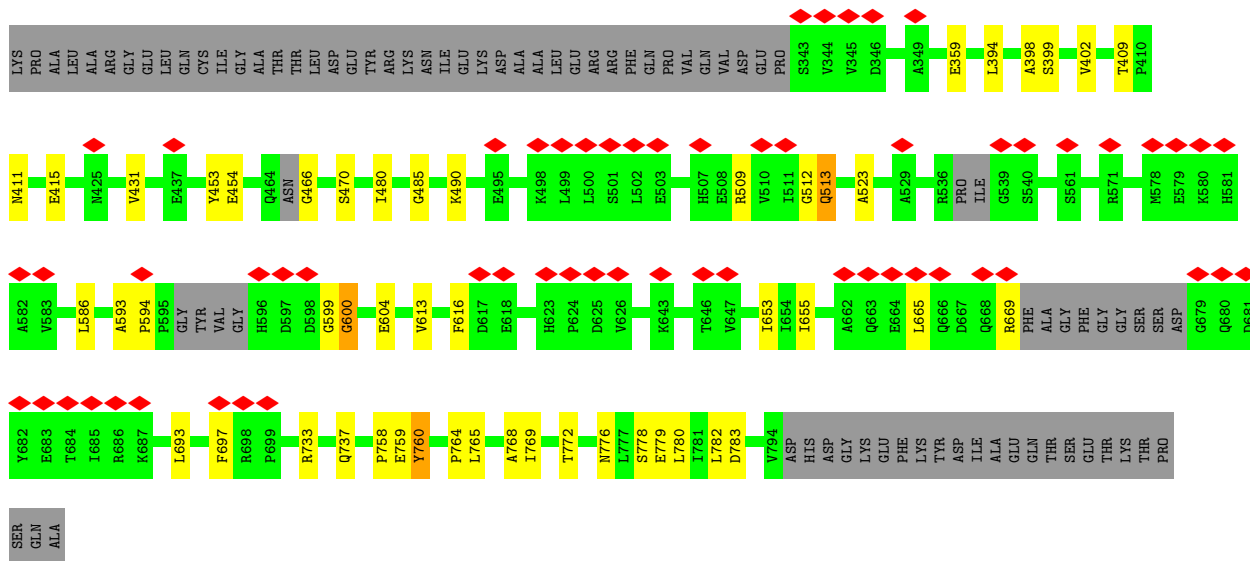 LYS PRO ALA LEU ALA ARG GLY GLU LEU GLN CYS ILE GLY ALA THR THR LEU ASP GLU TYR ARG LYS ASN ILE GLU LYS ASP ALA ALA LEU GLU ARG ARG PHE GLN PRO VAL GLN VAL ASP GLU PRO S343 V344 V345 D346 A349 E359 L394 A398 S399 V402 T409 P410
N411 E415 N425 V431 E437 Y453 E454 Q464 ASN G466 S470 I480 G485 K490 E495 K498 L499 L500 S501 L502 E503 H507 E508 R509 V510 I511 G512 Q513 A523 A529 R536 PRO ILE G539 S540 S561 R571 M578 E579 K580 H581
A582 V583 L586 A593 P594 P595 GLY TYR VAL GLY H596 D597 D598 G599 G600 E604 V613 F616 D617 E618 H623 P624 D625 V626 K643 T646 V647 I653 I654 I655 A662 Q663 E664 L665 Q666 D667 Q668 R669 PHE ALA GLY PHE GLY GLY SER SER ASP G679 Q680 D681
Y682 E683 T684 I685 R686 K687 L693 F697 R698 P699 R733 Q737 P758 E759 Y760 P764 L765 A768 I769 T772 N776 L777 S778 E779 L780 I781 L782 D783 V794 ASP HIS ASP GLY LYS GLU PHE LYS TYR ASP ILE ALA GLU GLN THR SER GLU THR LYS THR PRO
SER GLN ALA